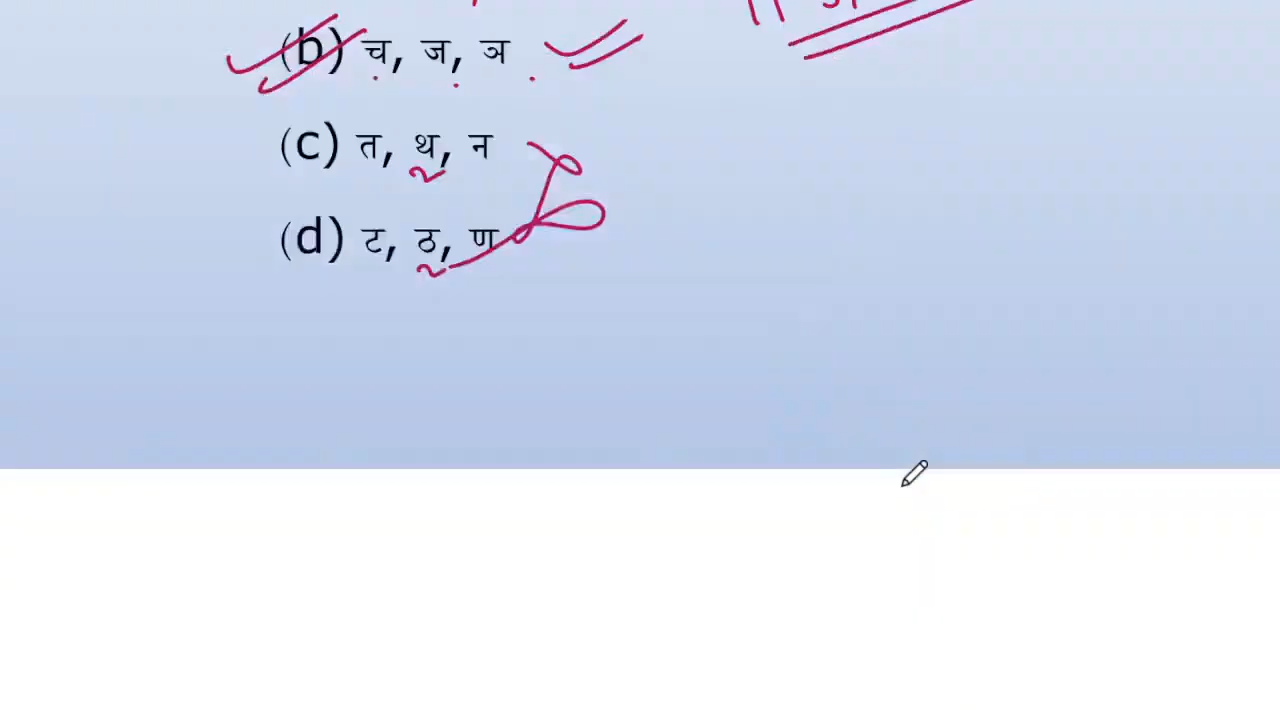 (b) च, ज, ञ
(c) त, थ, न
(d) ट, ठ, ण